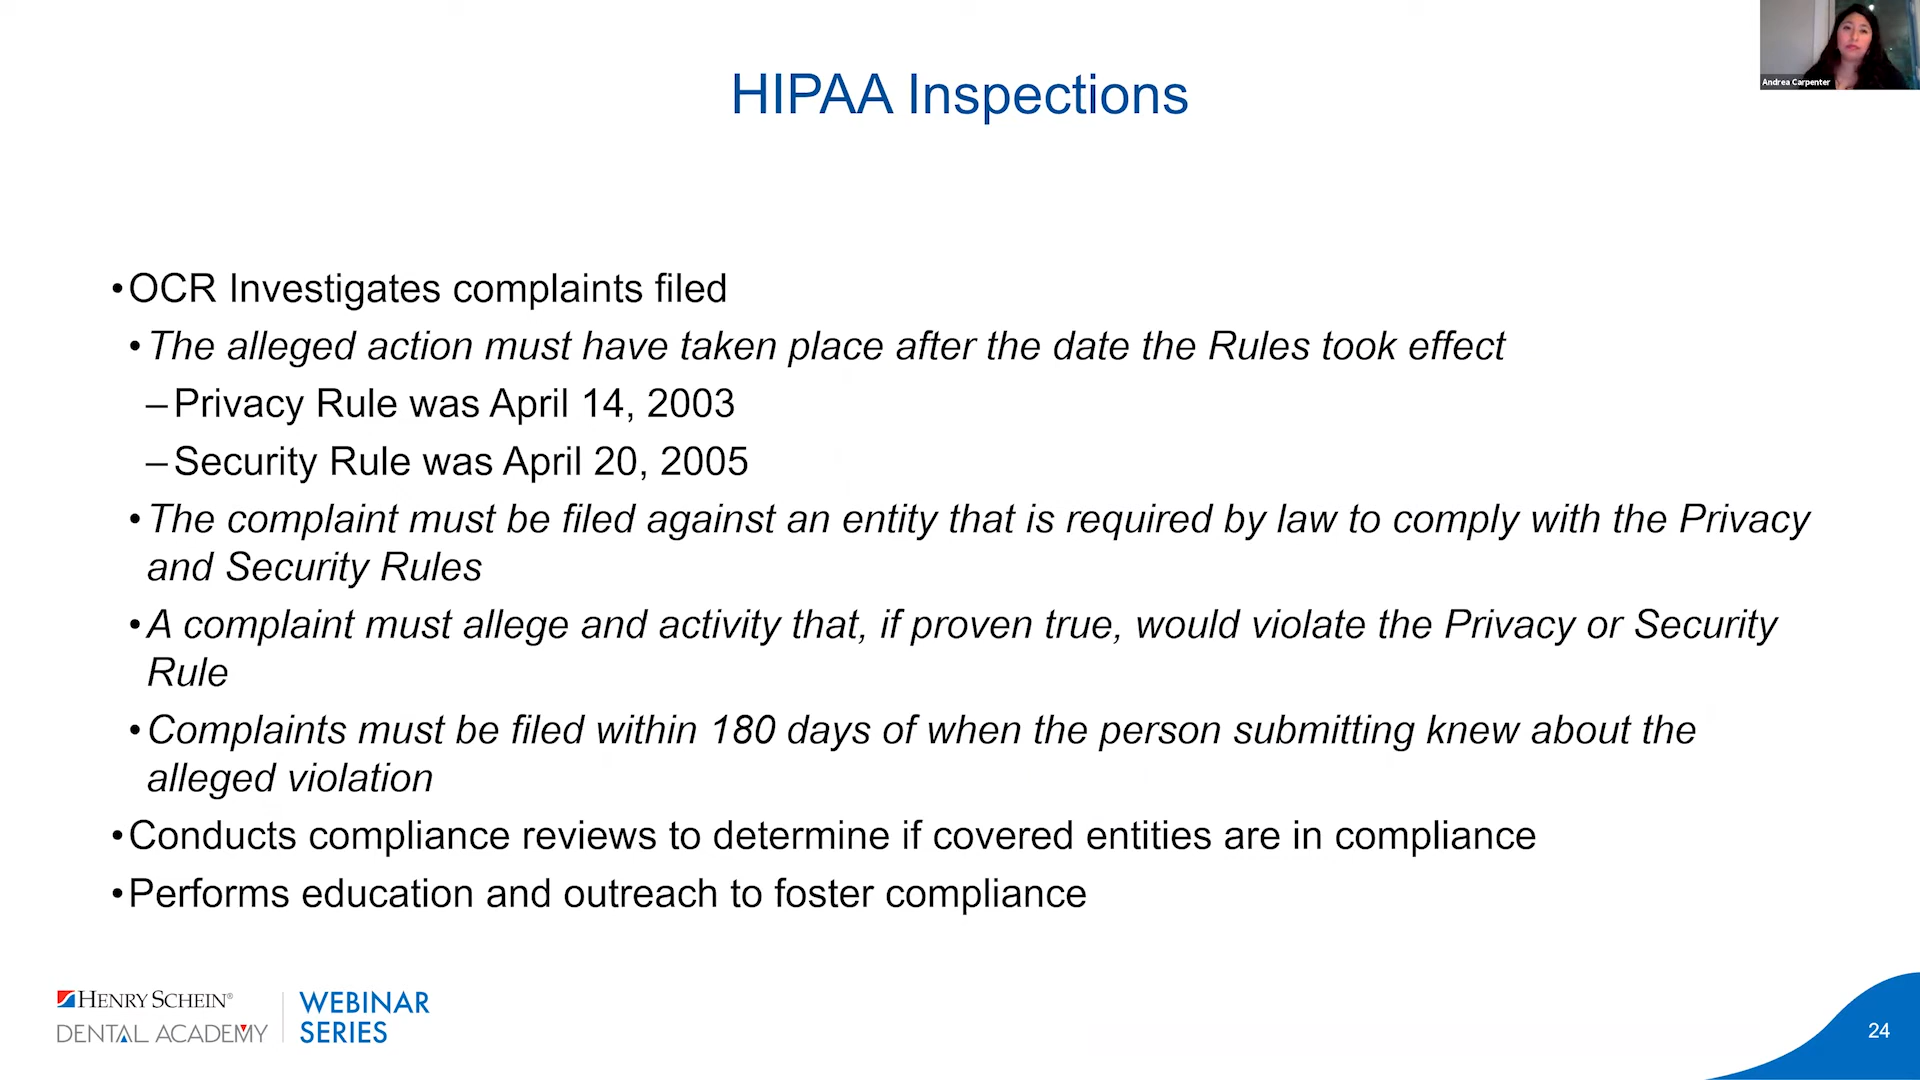 HIPAA Inspections
Andrea Carpenter
•OCR Investigates complaints filed
•The alleged action must have taken place after the date the Rules took effect
–Privacy Rule was April 14, 2003
–Security Rule was April 20, 2005
•The complaint must be filed against an entity that is required by law to comply with the Privacy
and Security Rules
•A complaint must allege and activity that, if proven true, would violate the Privacy or Security
Rule
•Complaints must be filed within 180 days of when the person submitting knew about the
alleged violation
•Conducts compliance reviews to determine if covered entities are in compliance
•Performs education and outreach to foster compliance
HENRY SCHEIN®
DENTAL ACADEMY
WEBINAR
SERIES
24